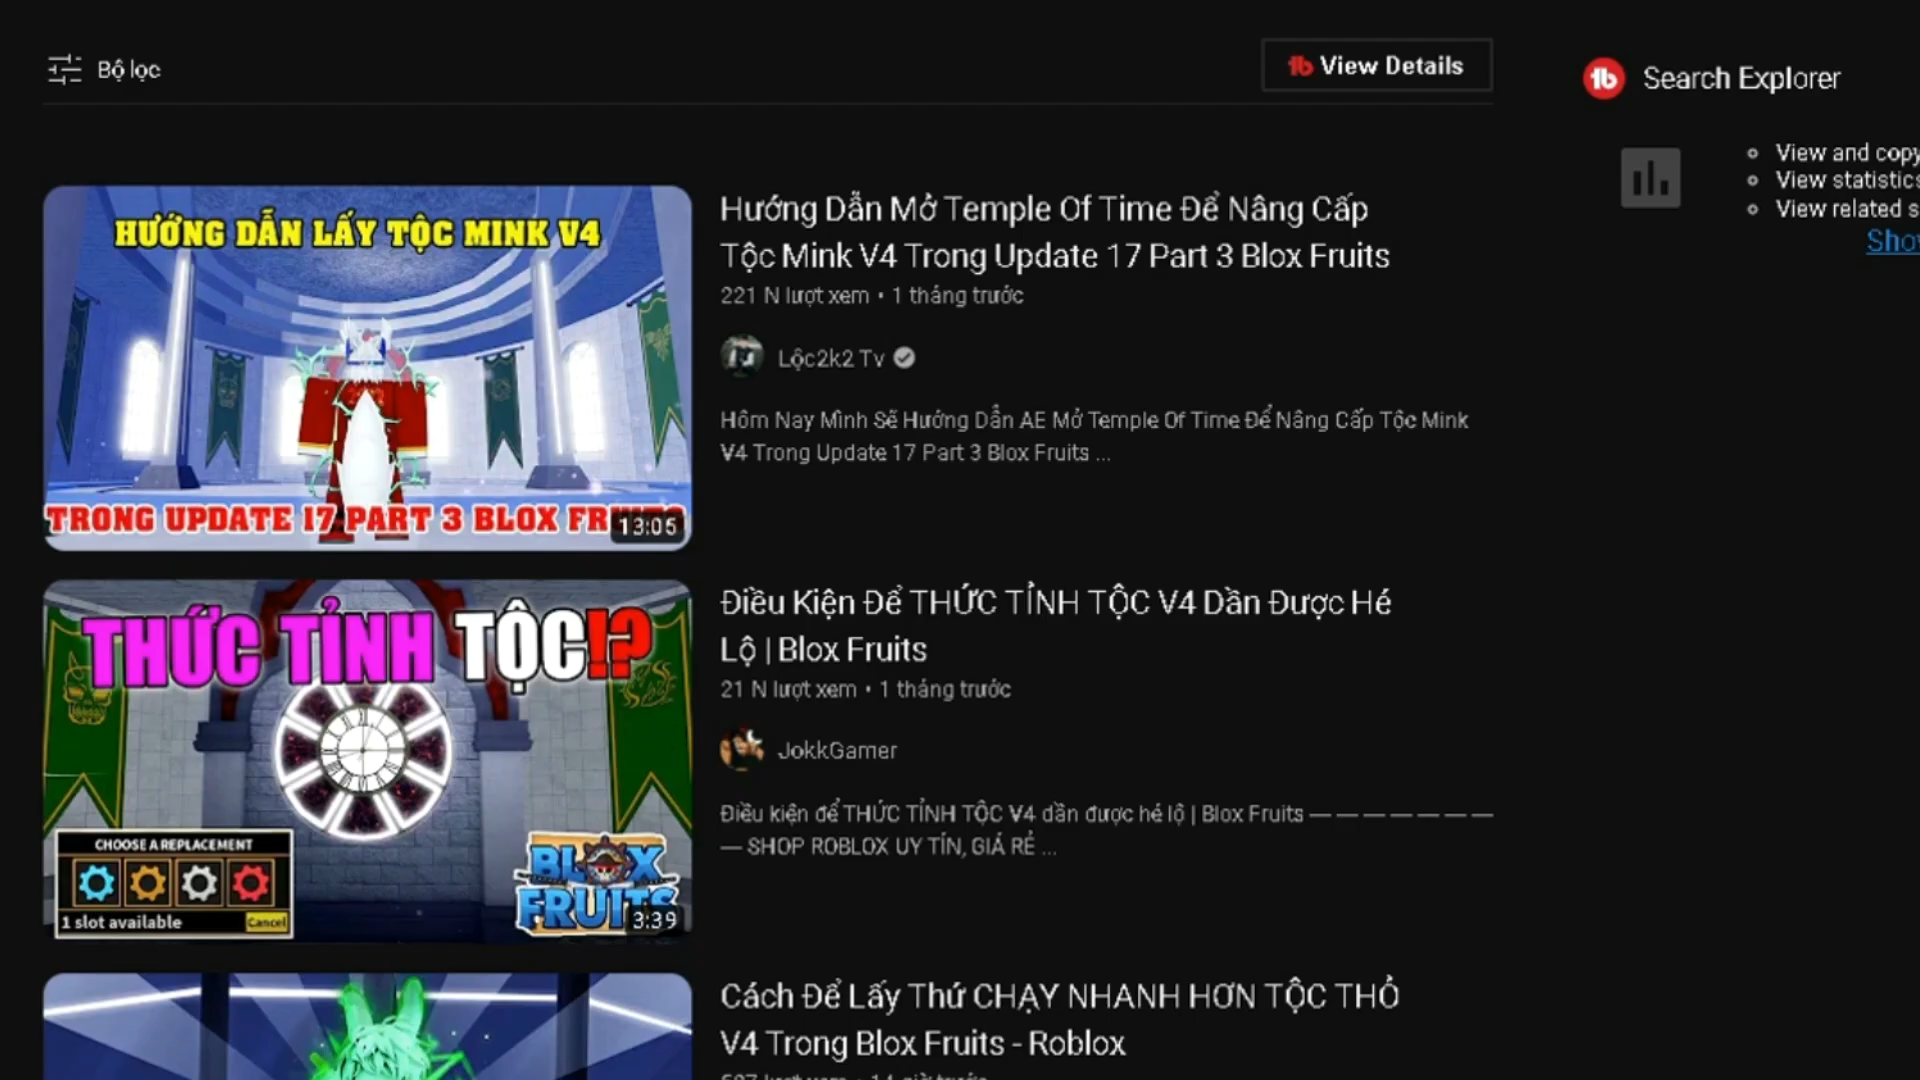 Bộ lọc
View Details
Search Explorer
View and copy
View statistics
View related s
Show
HƯỚNG DẪN LẤY TỘC MINK V4
TRONG UPDATE 17 PART 3 BLOX
13:05
Hướng Dẫn Mở Temple Of Time Để Nâng Cấp
Tộc Mink V4 Trong Update 17 Part 3 Blox Fruits
221 N lượt xem • 1 tháng trước
Lộc2k2 Tv
Hôm Nay Mình Sẽ Hướng Dẫn AE Mở Temple Of Time Để Nâng Cấp Tộc Mink
V4 Trong Update 17 Part 3 Blox Fruits ...
THỨC TỈNH TỘC!?
CHOOSE A REPLACEMENT
1 slot available
Cancel
BLOX
FRUITS
3:39
Điều Kiện Để THỨC TỈNH TỘC V4 Dần Được Hé
Lộ | Blox Fruits
21 N lượt xem • 1 tháng trước
JokkGamer
Điều kiện để THỨC TỈNH TỘC V4 dần được hé lộ | Blox Fruits — — — — — — —
— SHOP ROBLOX UY TÍN, GIÁ RẺ ...
Cách Để Lấy Thứ CHẠY NHANH HƠN TỘC THỎ
V4 Trong Blox Fruits - Roblox